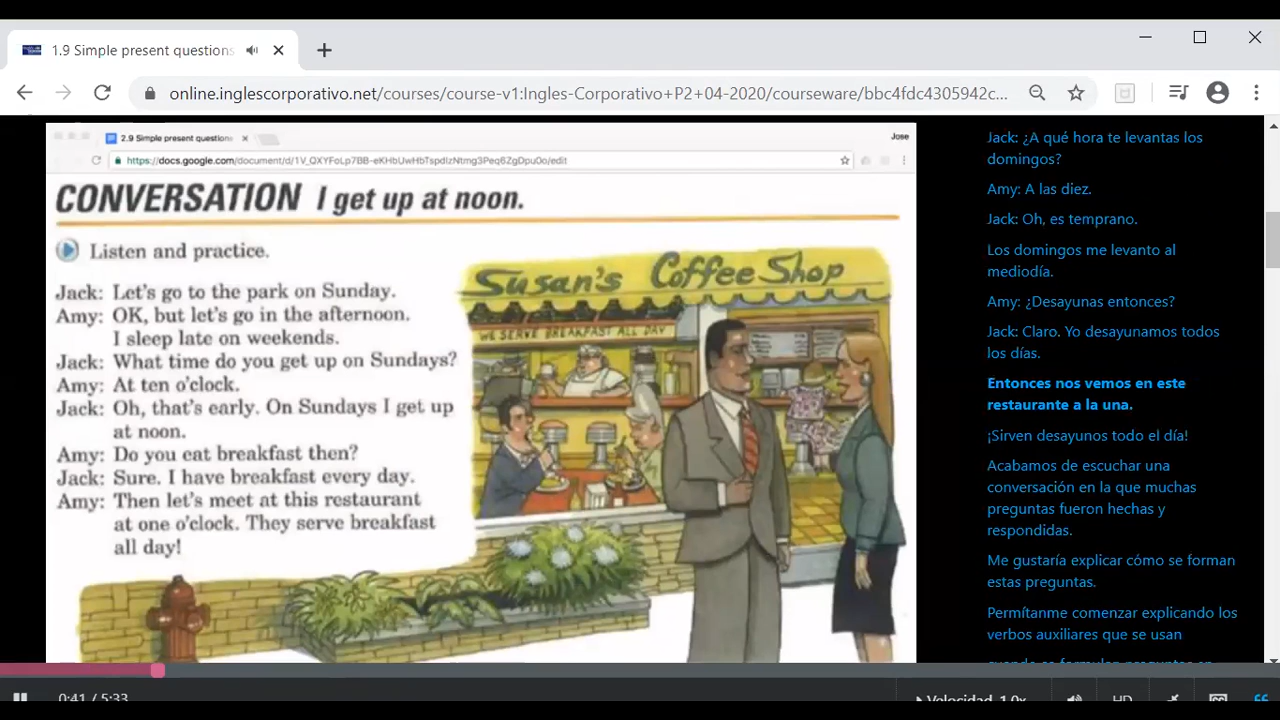 1.9 Simple present questions
online.inglescorporativo.net/courses/course-v1:Ingles-Corporativo+P2+04-2020/courseware/bbc4fdc4305942c...
2.9 Simple present questions
Jose
CONVERSATION I get up at noon.
Listen and practice.
Jack: Let's go to the park on Sunday.
Amy: OK, but let's go in the afternoon.
I sleep late on weekends.
Jack: What time do you get up on Sundays?
Amy: At ten o'clock.
Jack: Oh, that's early. On Sundays I get up
at noon.
Amy: Do you eat breakfast then?
Jack: Sure. I have breakfast every day.
Amy: Then let's meet at this restaurant
at one o'clock. They serve breakfast
all day!
Susan's Coffee Shop
WE SERVE BREAKFAST ALL DAY
Jack: ¿A qué hora te levantas los
domingos?
Amy: A las diez.
Jack: Oh, es temprano.
Los domingos me levanto al
mediodía.
Amy: ¿Desayunas entonces?
Jack: Claro. Yo desayunamos todos
los días.
Entonces nos vemos en este
restaurante a la una.
¡Sirven desayunos todo el día!
Acabamos de escuchar una
conversación en la que muchas
preguntas fueron hechas y
respondidas.
Me gustaría explicar cómo se forman
estas preguntas.
Permítanme comenzar explicando los
verbos auxiliares que se usan
cuando se formulan preguntas en
0:41 / 5:33
Velocidad 1.0x
HD
CC